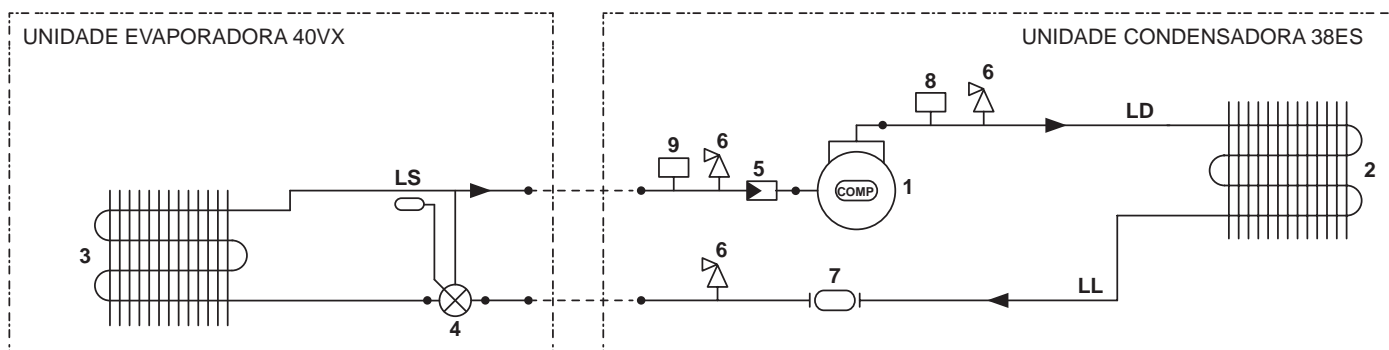 UNIDADE EVAPORADORA 40VX
UNIDADE CONDENSADORA 38ES
6
8
LD
6
9
5
LS
COMP
1
2
3
6
7
LL
4